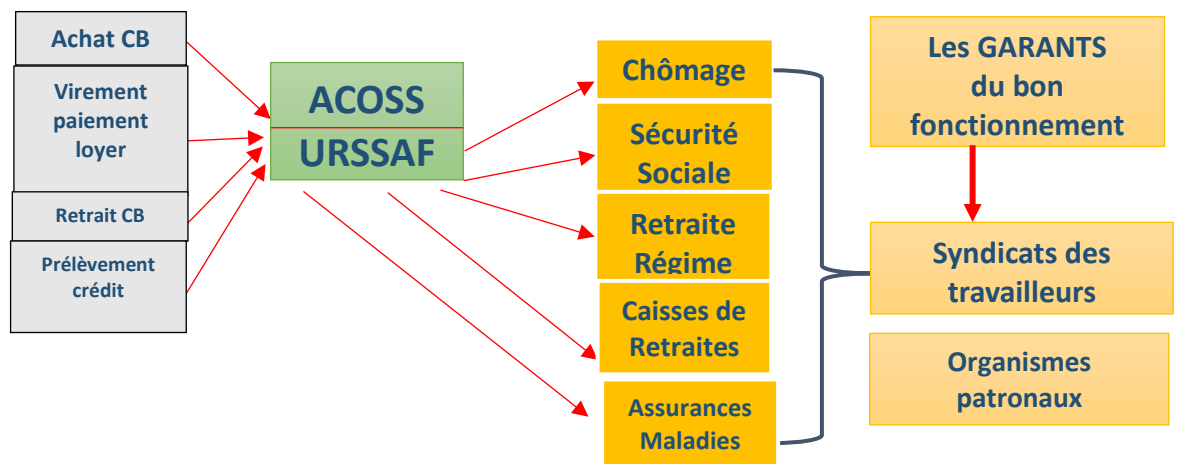 Achat CB
Virement
paiement
loyer
Retrait CB
Prélèvement
crédit
ACOSS
URSSAF
Chômage
Sécurité
Sociale
Retraite
Régime
Caisses de
Retraites
Assurances
Maladies
Les GARANTS
du bon
fonctionnement
Syndicats des
travailleurs
Organismes
patronaux